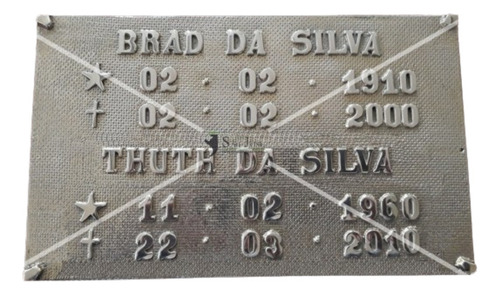 BRAD DA SILVA
★ 02 · 02 · 1910
✝ 02 · 02 · 2000
THUTH DA SILVA
★ 11 · 02 · 1960
✝ 22 · 03 · 2010